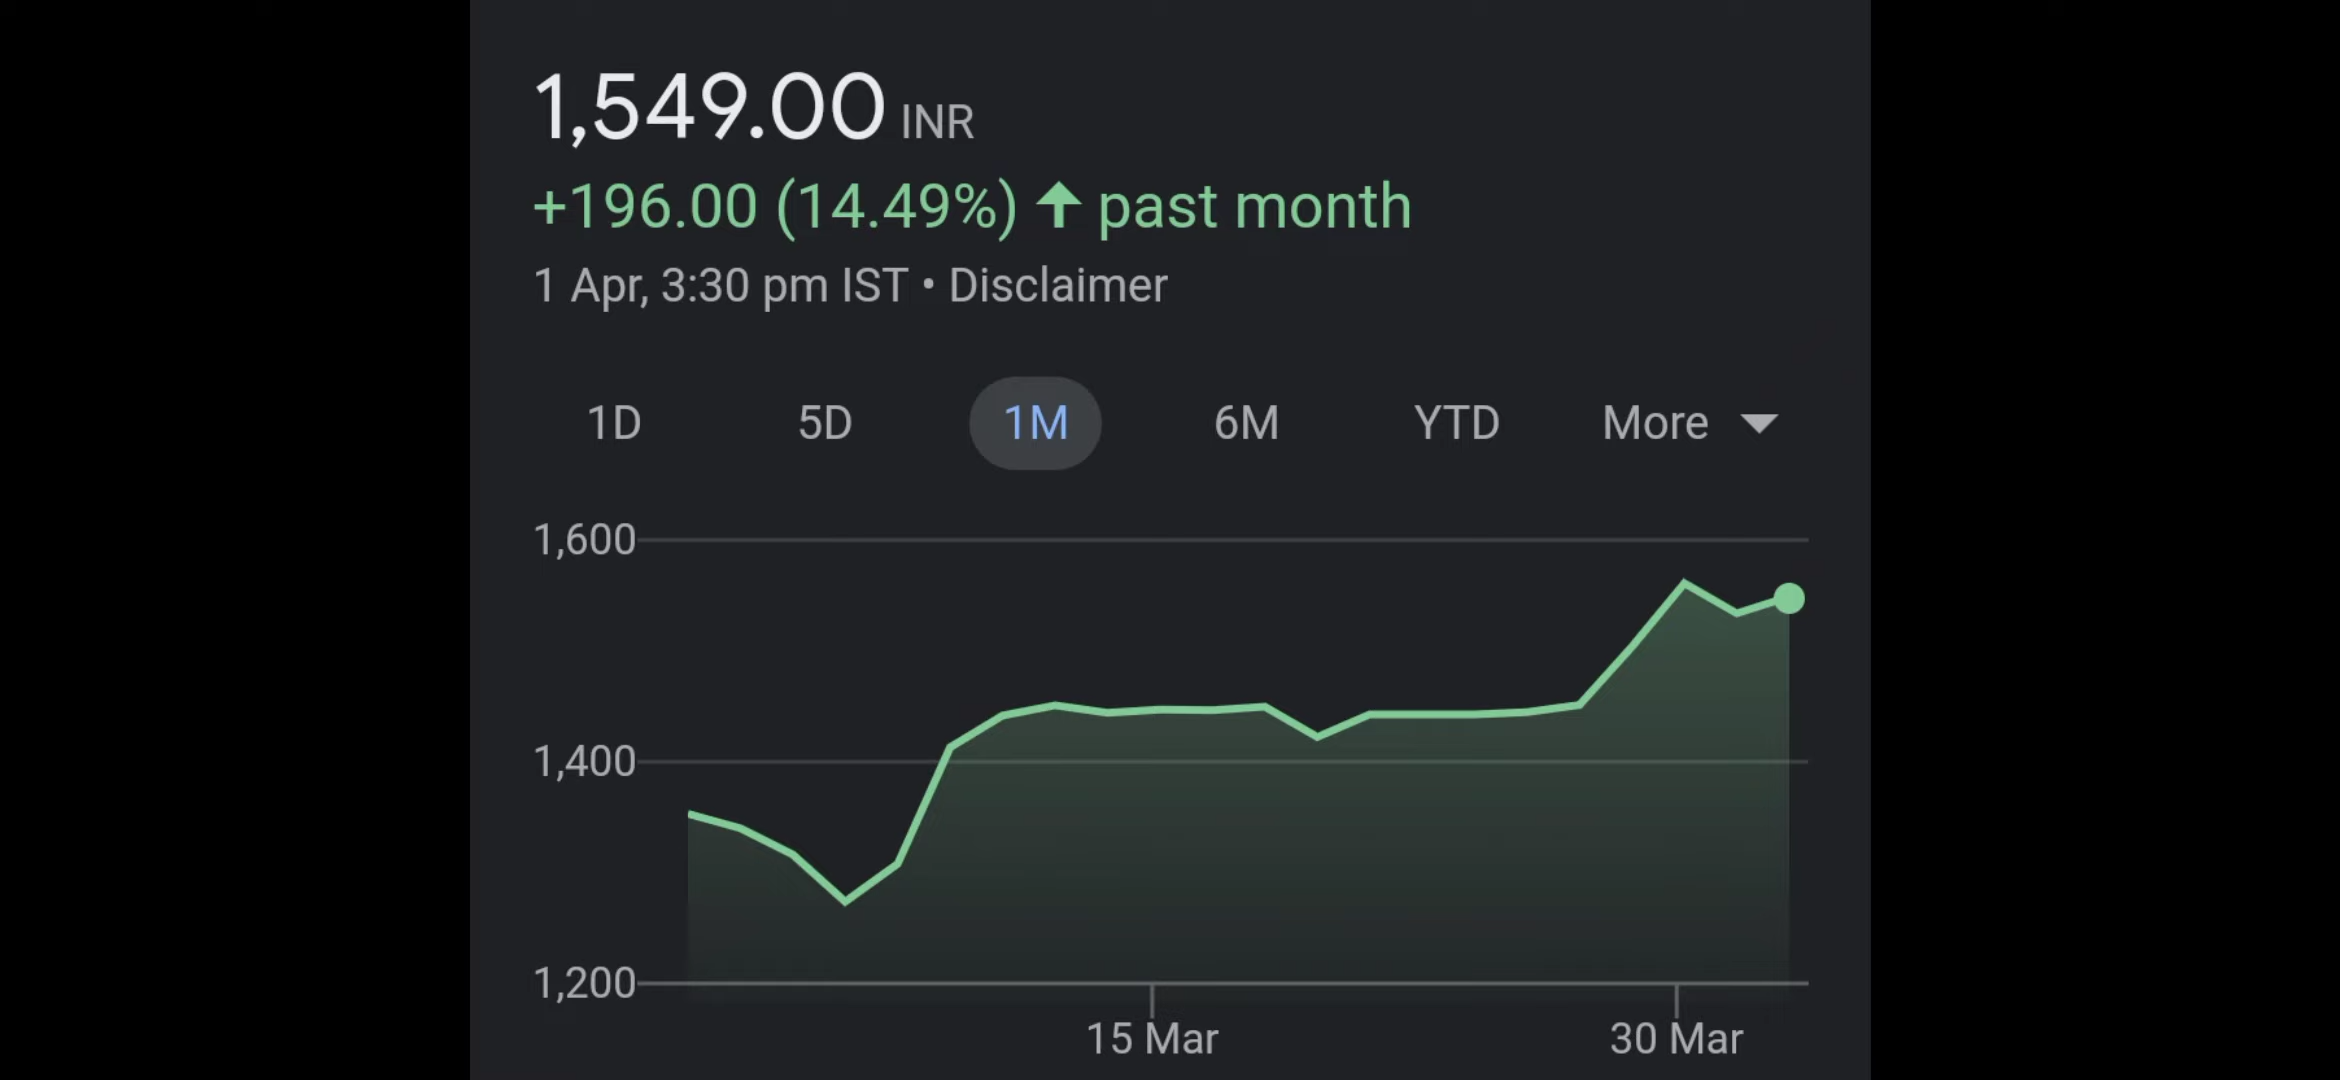 1,549.00 INR
+196.00 (14.49%) ↑ past month
1 Apr, 3:30 pm IST • Disclaimer
1D 5D 1M 6M YTD More
1,600
1,400
1,200
15 Mar 30 Mar